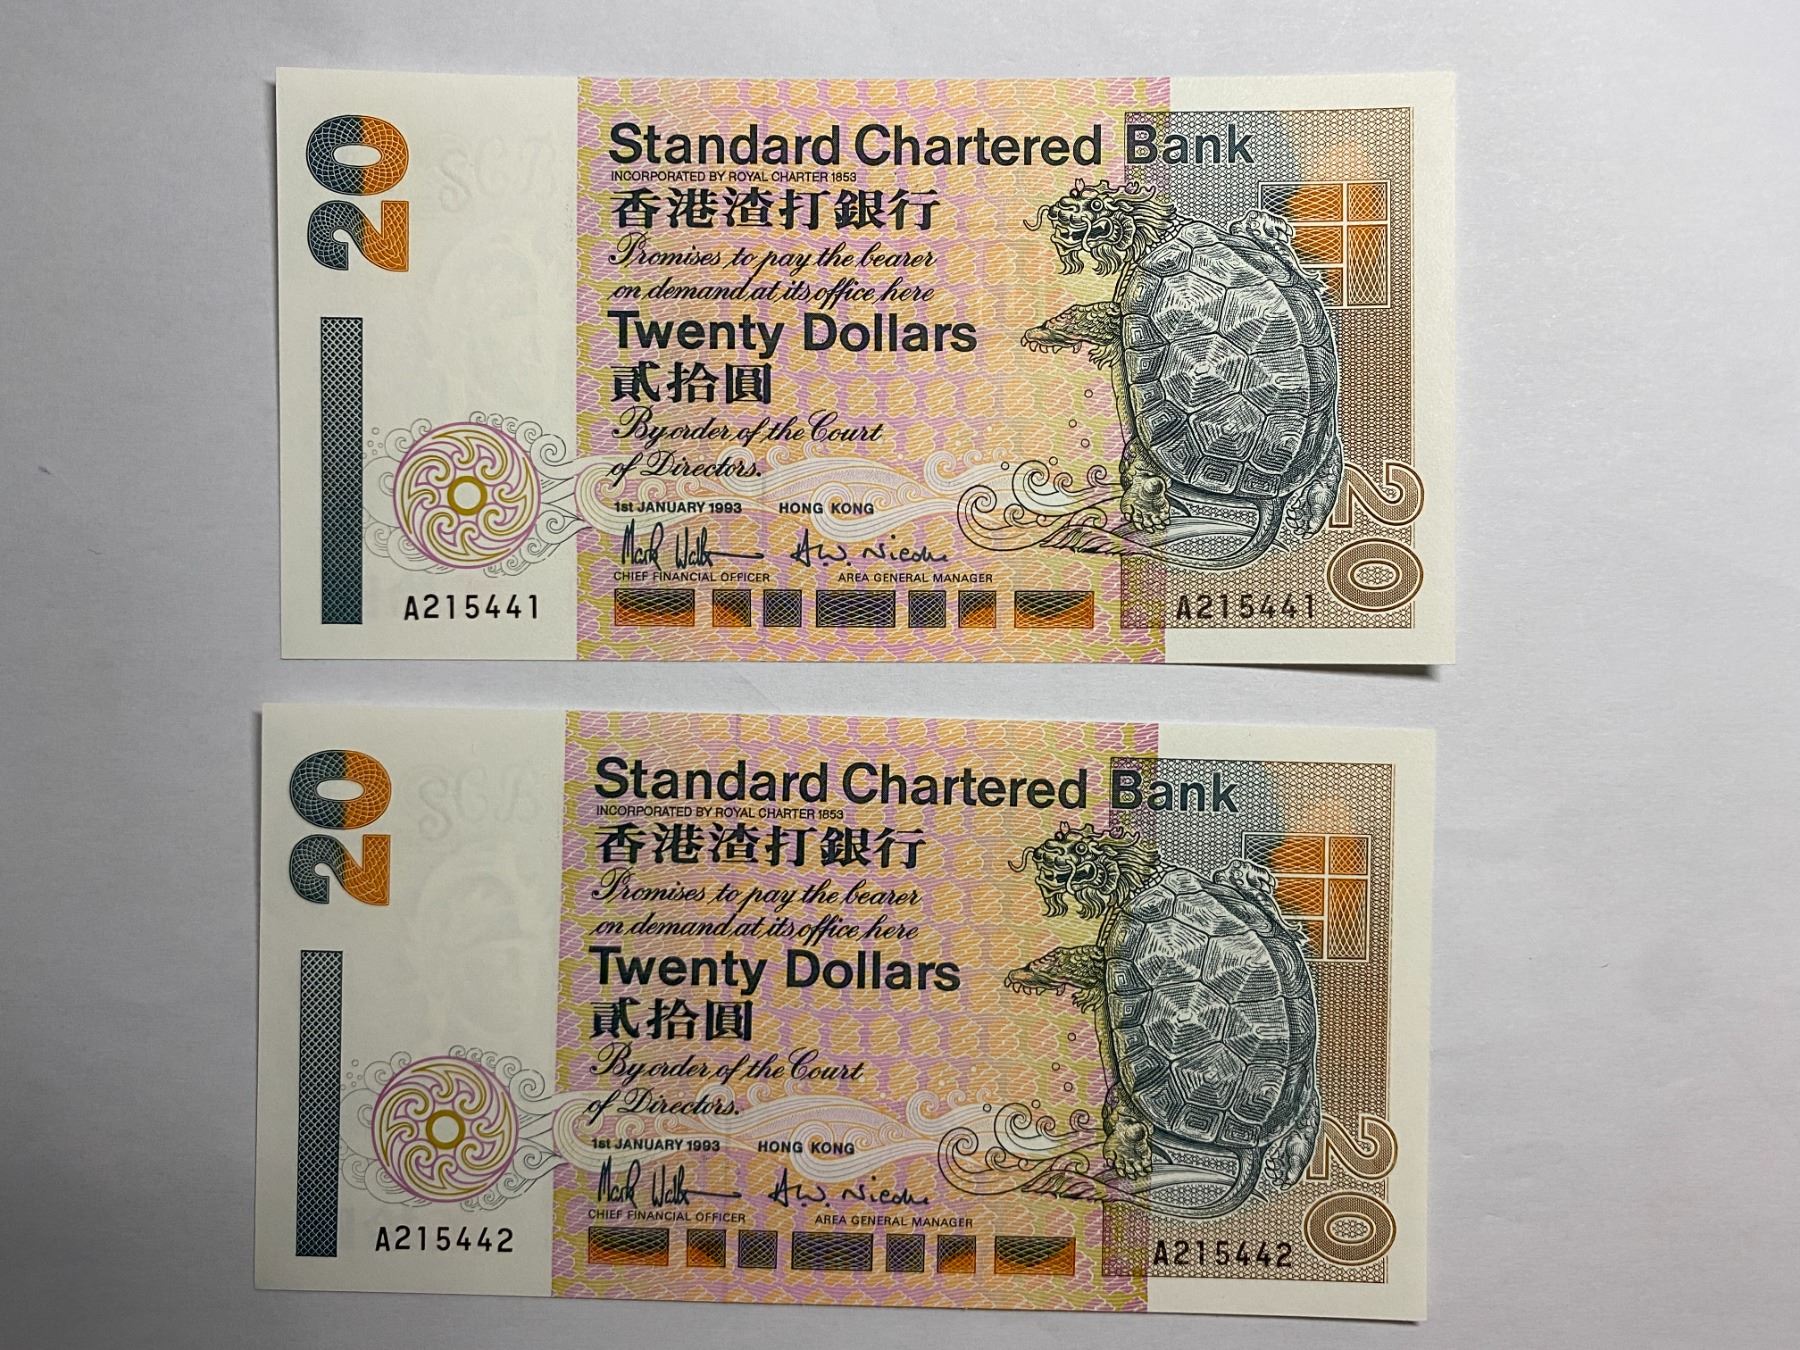 20
Standard Chartered Bank
INCORPORATED BY ROYAL CHARTER 1853
香港渣打銀行
Promises to pay the bearer
on demand at its office here
Twenty Dollars
貳拾圓
By order of the Court
of Directors.
1st JANUARY 1993 HONG KONG
Mark Walk A.W. Nicolle
CHIEF FINANCIAL OFFICER AREA GENERAL MANAGER
A215441 A215441
20
20
Standard Chartered Bank
INCORPORATED BY ROYAL CHARTER 1853
香港渣打銀行
Promises to pay the bearer
on demand at its office here
Twenty Dollars
貳拾圓
By order of the Court
of Directors.
1st JANUARY 1993 HONG KONG
CHIEF FINANCIAL OFFICER AREA GENERAL MANAGER
A215442 A215442
20